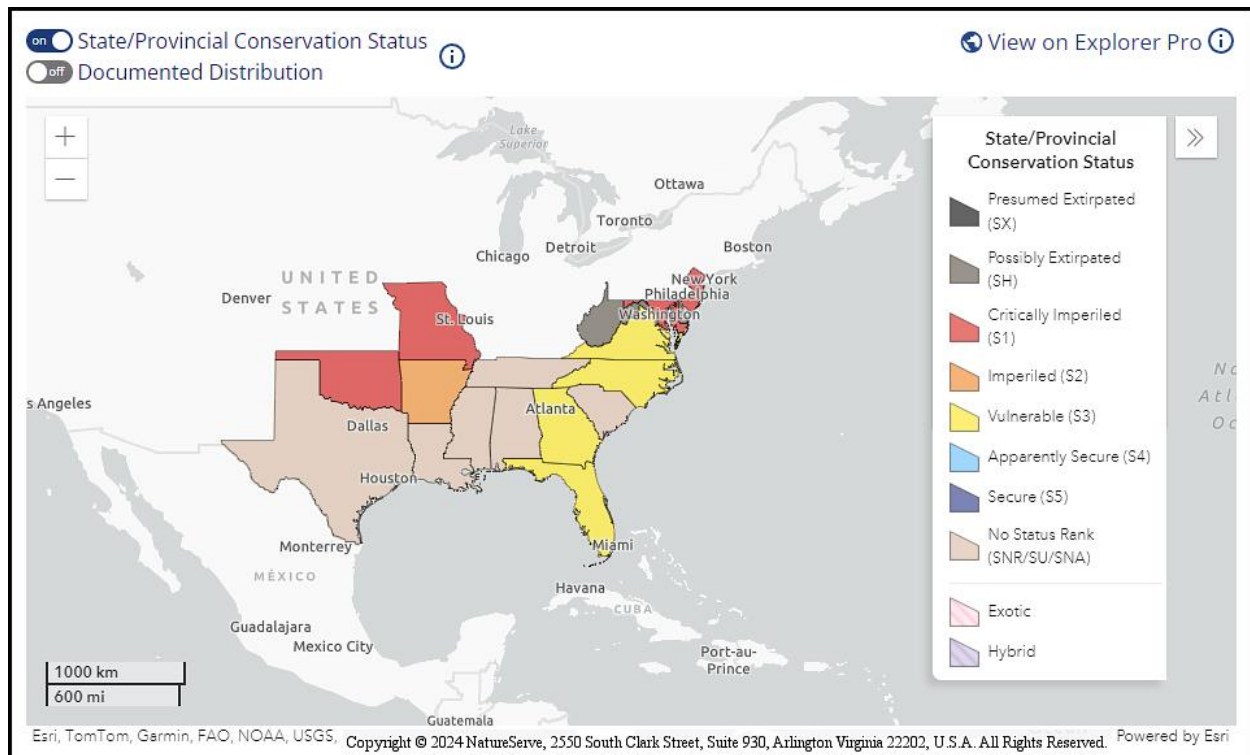 on State/Provincial Conservation Status
off Documented Distribution
View on Explorer Pro
+
−
Lake
Superior
Ottawa
Toronto
Boston
Chicago
Detroit
New York
UNITED
STATES
Denver
Philadelphia
Washington
St. Louis
s Angeles
Atlanta
Dallas
Houston
Monterrey
Miami
MÉXICO
Havana
CUBA
Guadalajara
Mexico City
Port-au-
Prince
1000 km
600 mi
Guatemala
State/Provincial
Conservation Status
Presumed Extirpated
(SX)
Possibly Extirpated
(SH)
Critically Imperiled
(S1)
Imperiled (S2)
Vulnerable (S3)
Apparently Secure (S4)
Secure (S5)
No Status Rank
(SNR/SU/SNA)
Exotic
Hybrid
Esri, TomTom, Garmin, FAO, NOAA, USGS,
Copyright © 2024 NatureServe, 2550 South Clark Street, Suite 930, Arlington Virginia 22202, U.S.A. All Rights Reserved.
Powered by Esri